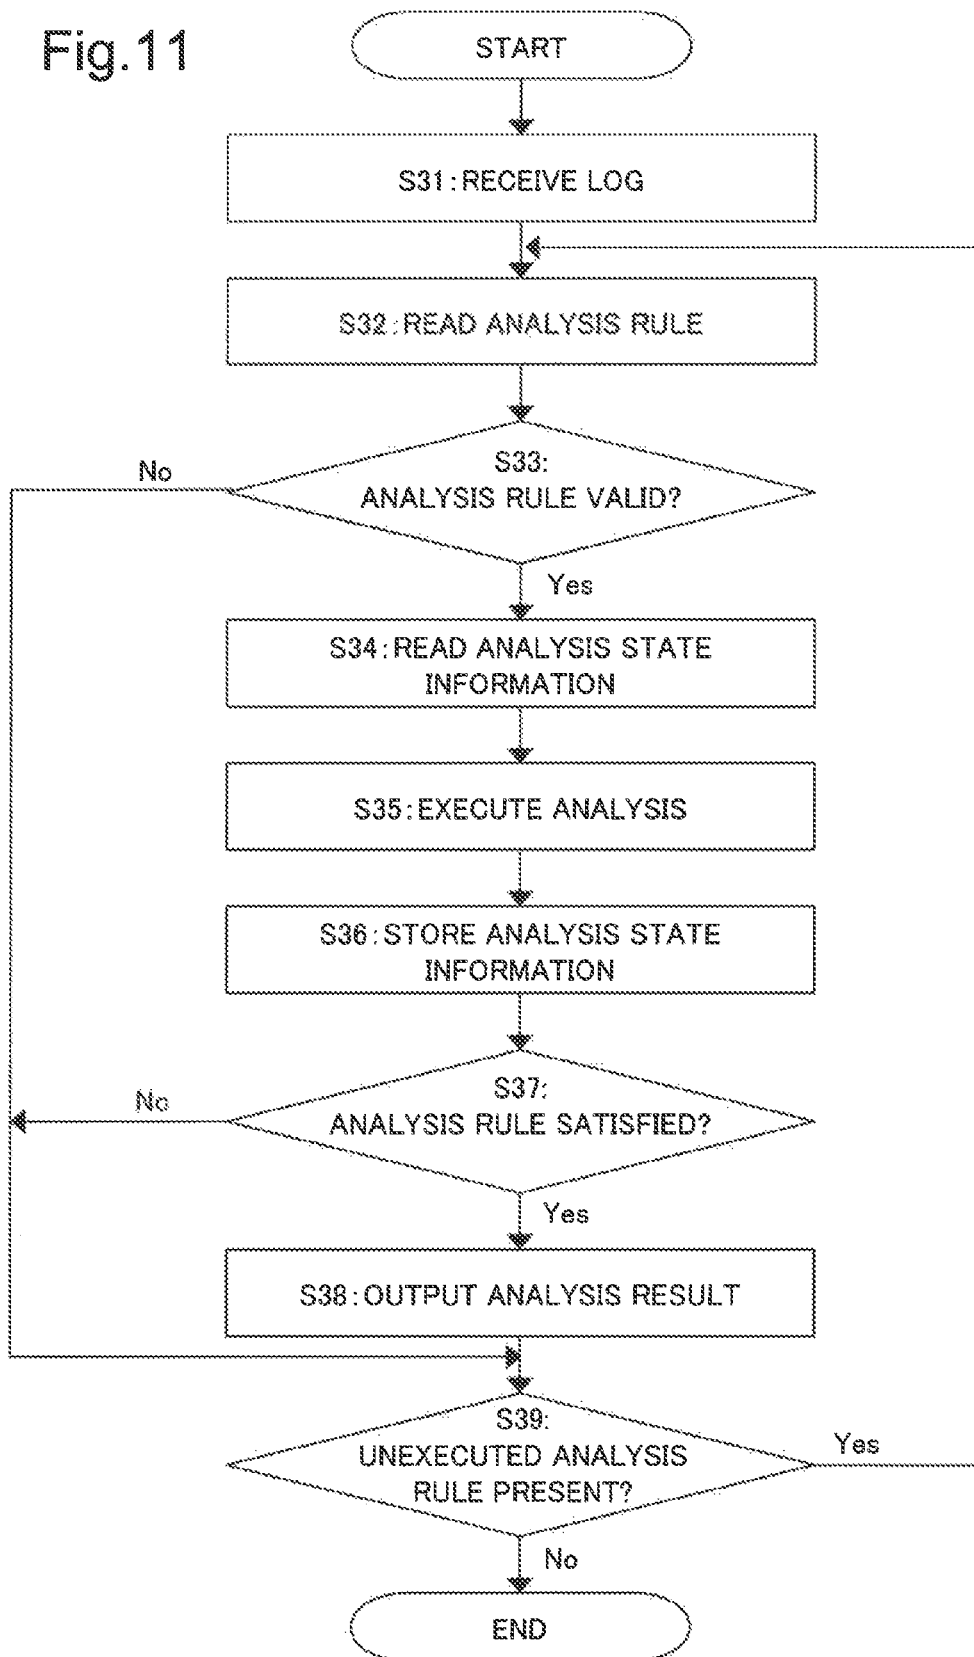 Fig.11
START
S31:RECEIVE LOG
S32:READ ANALYSIS RULE
S33:
ANALYSIS RULE VALID?
No
Yes
S34:READ ANALYSIS STATE
INFORMATION
S35:EXECUTE ANALYSIS
S36:STORE ANALYSIS STATE
INFORMATION
S37:
ANALYSIS RULE SATISFIED?
No
Yes
S38:OUTPUT ANALYSIS RESULT
S39:
UNEXECUTED ANALYSIS
RULE PRESENT?
Yes
No
END